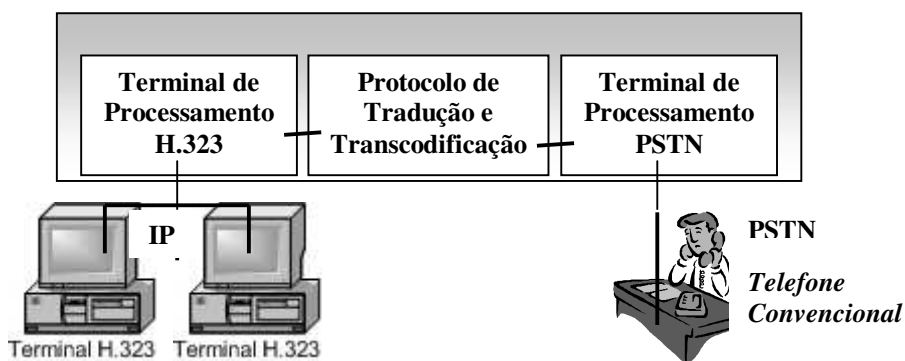 Terminal de
Processamento
H.323
Protocolo de
Tradução e
Transcodificação
Terminal de
Processamento
PSTN
IP
PSTN
Telefone
Convencional
Terminal H.323
Terminal H.323